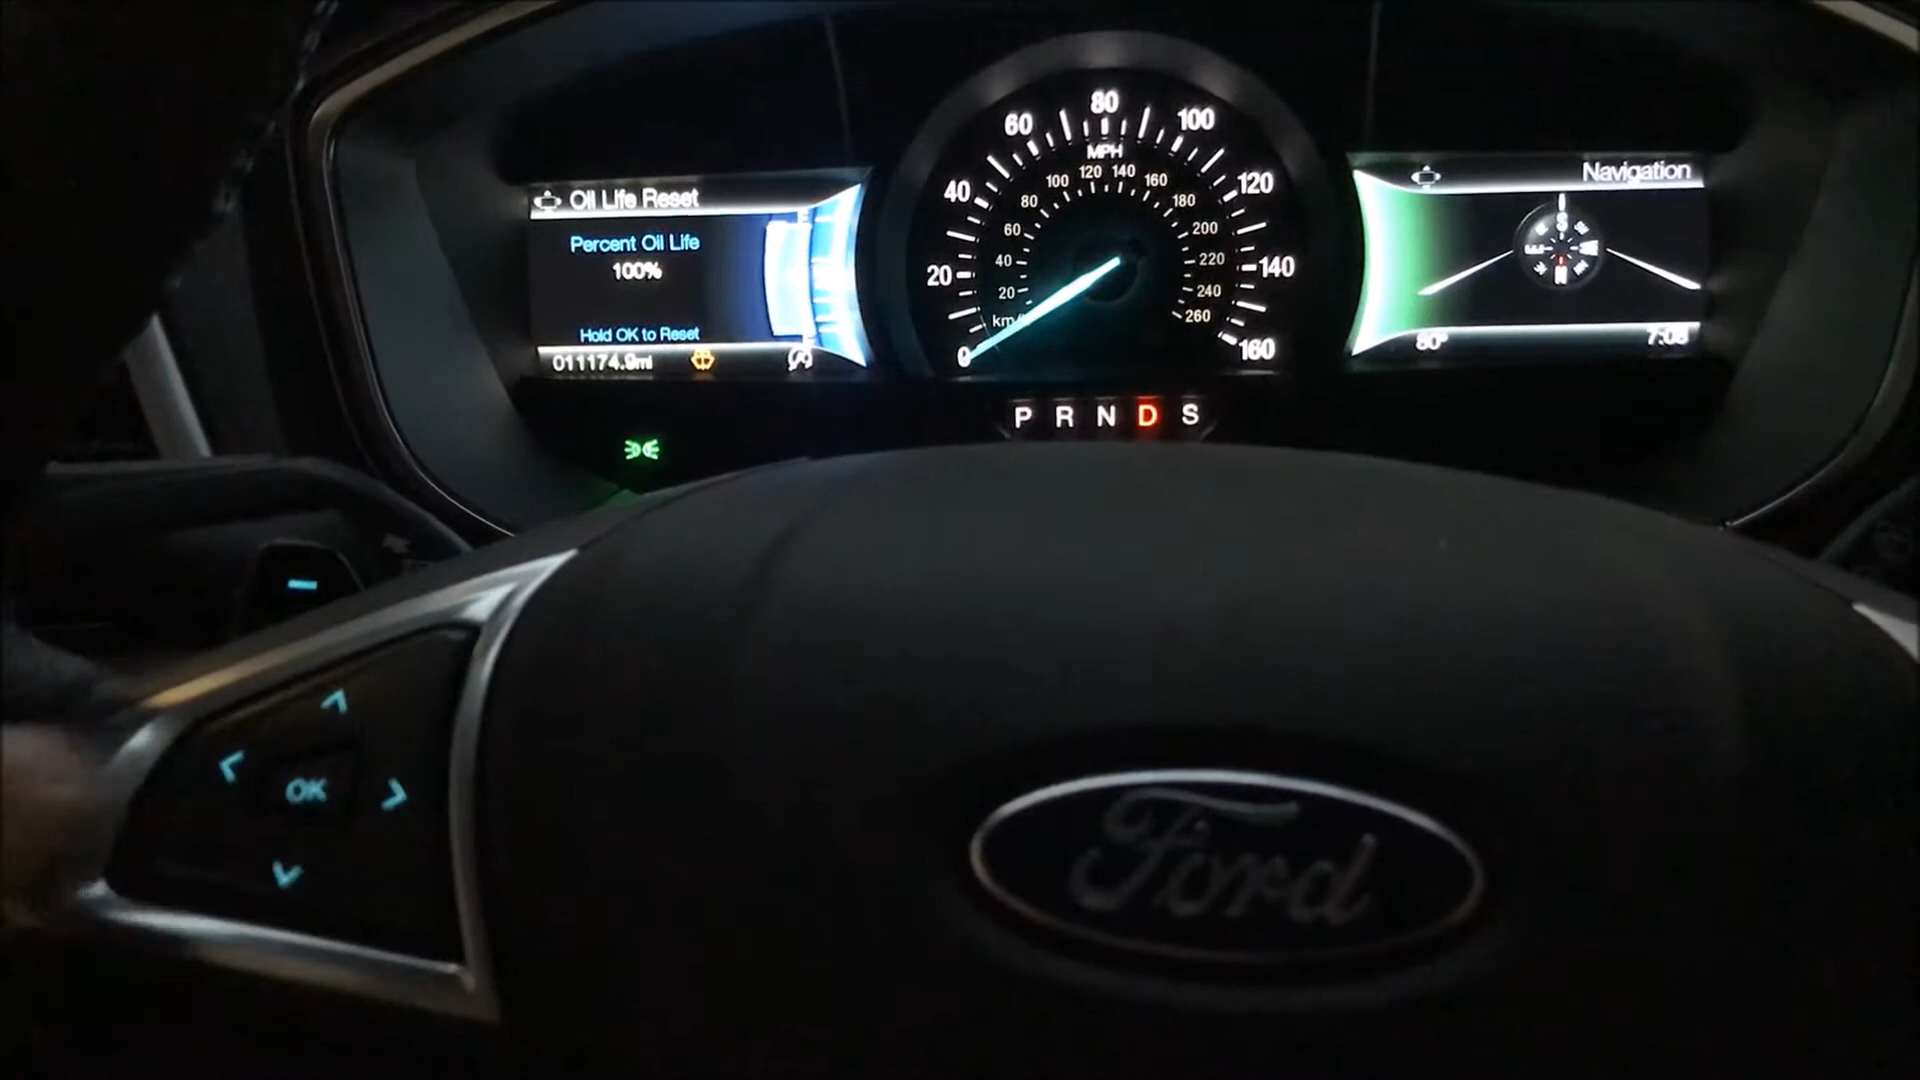 Oil Life Reset
Percent Oil Life
100%
Hold OK to Reset
011174.9mi
0 20 40 60 80 100 120 140 160
MPH
km/
20 40 60 80 100 120 140 160 180 200 220 240 260
P R N D S
Navigation
S
N
80°
7:08
OK
Ford